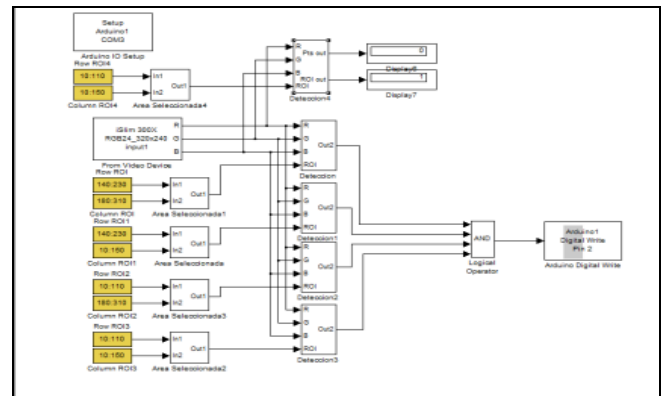 Setup
Arduino1
COM3
Arduino IO Setup
Row ROI4
10:110
10:150
Column ROI4
In1
In2
Out1
Area Seleccionada4
R
G
B
ROI
Pts out
ROI out
Deteccion4
0
Display6
1
Display7
iSlim 300X
RGB24_320x240
input1
R
G
B
From Video Device
Row ROI
140:230
180:310
Column ROI
In1
In2
Out1
Area Seleccionada1
R
G
B
ROI
Out2
Deteccion
Row ROI1
140:230
10:150
Column ROI1
In1
In2
Out1
Area Seleccionada
R
G
B
ROI
Out2
Deteccion1
Row ROI2
10:110
180:310
Column ROI2
In1
In2
Out1
Area Seleccionada3
R
G
B
ROI
Out2
Deteccion2
Row ROI3
10:110
10:150
Column ROI3
In1
In2
Out1
Area Seleccionada2
R
G
B
ROI
Out2
Deteccion3
AND
Logical
Operator
Arduino1
Digital Write
Pin 2
Arduino Digital Write